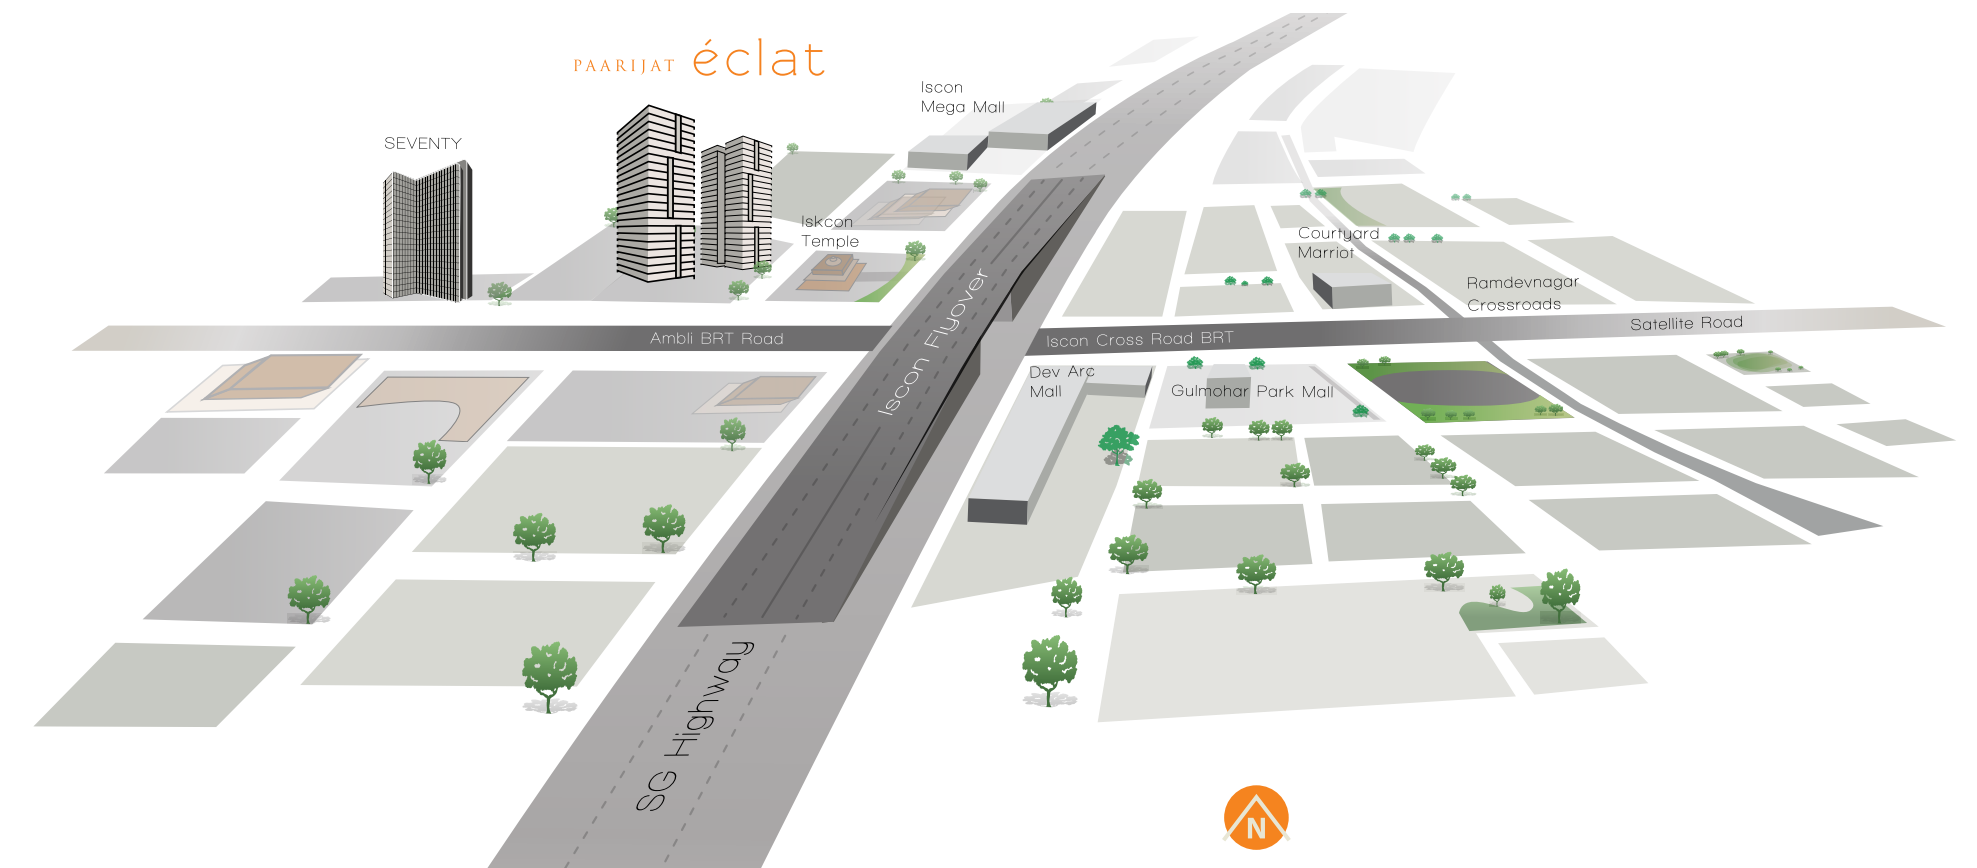 PAARIJAT éclat
Iscon
Mega Mall
SEVENTY
Iskcon
Temple
Courtyard
Marriot
Ramdevnagar
Crossroads
Iscon Flyover
Ambli BRT Road
Iscon Cross Road BRT
Satellite Road
Dev Arc
Mall
Gulmohar Park Mall
SG Highway
N